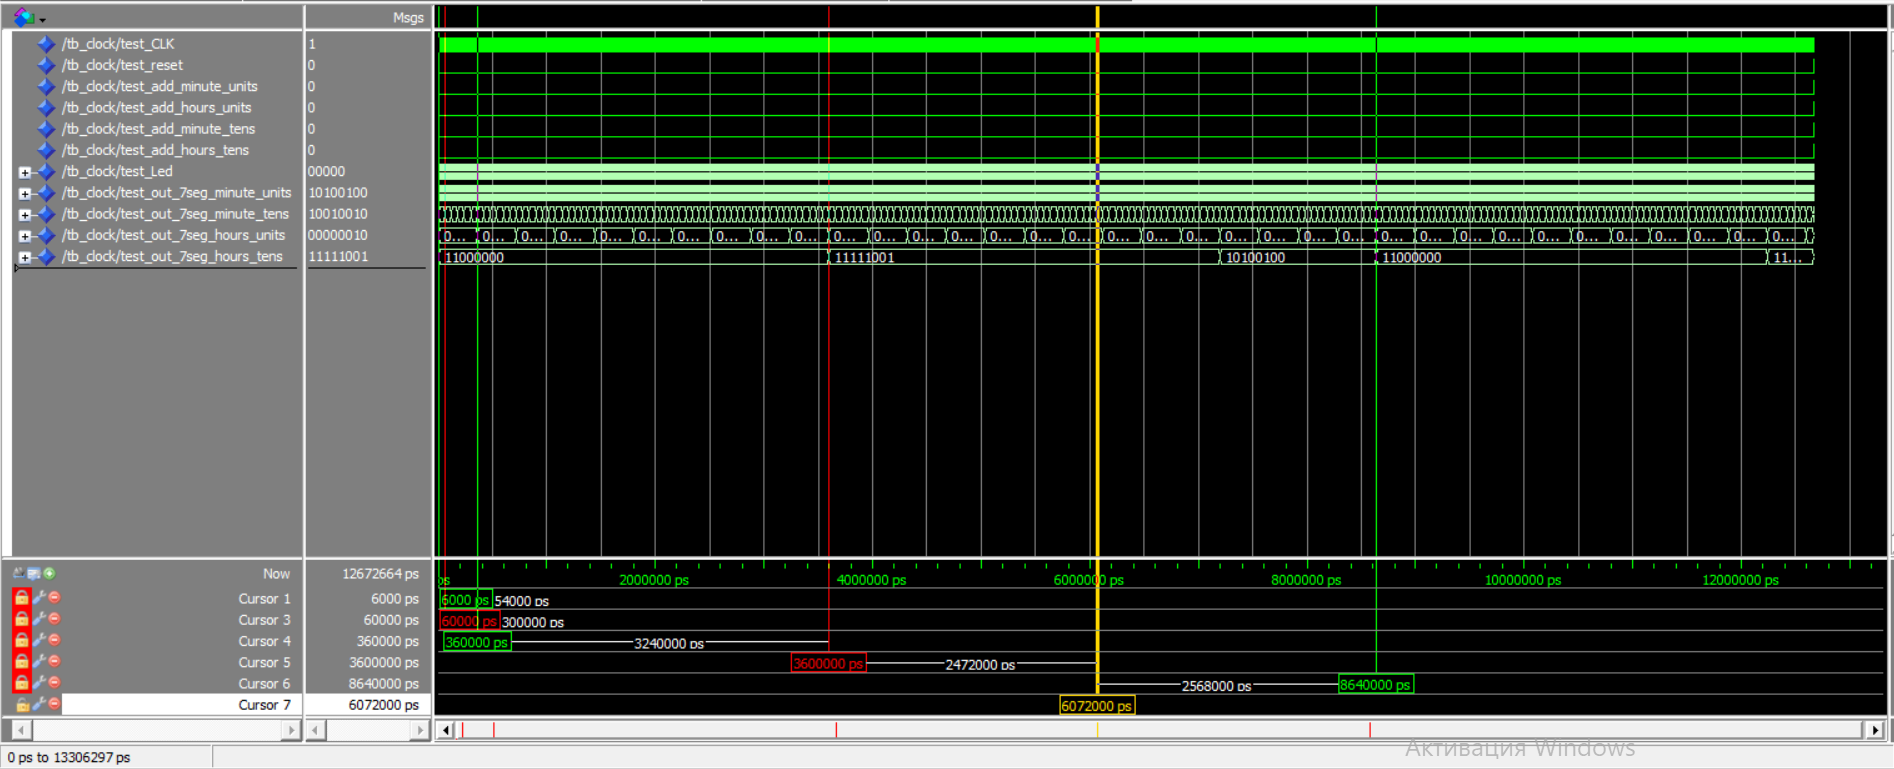 Msgs
/tb_clock/test_CLK 1
/tb_clock/test_reset 0
/tb_clock/test_add_minute_units 0
/tb_clock/test_add_hours_units 0
/tb_clock/test_add_minute_tens 0
/tb_clock/test_add_hours_tens 0
/tb_clock/test_Led 00000
/tb_clock/test_out_7seg_minute_units 10100100
/tb_clock/test_out_7seg_minute_tens 10010010
/tb_clock/test_out_7seg_hours_units 00000010 0... 0... 0... 0... 0... 0... 0... 0... 0... 0... 0... 0... 0... 0... 0... 0... 0... 0... 0... 0... 0... 0... 0... 0... 0... 0... 0... 0... 0... 0... 0... 0... 0... 0... 0...
/tb_clock/test_out_7seg_hours_tens 11111001 11000000 11111001 10100100 11000000 11...
Now 12672664 ps ps 2000000 ps 4000000 ps 6000000 ps 8000000 ps 10000000 ps 12000000 ps
Cursor 1 6000 ps 6000 ps 54000 ps
Cursor 3 60000 ps 60000 ps 300000 ps
Cursor 4 360000 ps 360000 ps 3240000 ps
Cursor 5 3600000 ps 3600000 ps 2472000 ps
Cursor 6 8640000 ps 2568000 ps 8640000 ps
Cursor 7 6072000 ps 6072000 ps
Активация Windows
0 ps to 13306297 ps